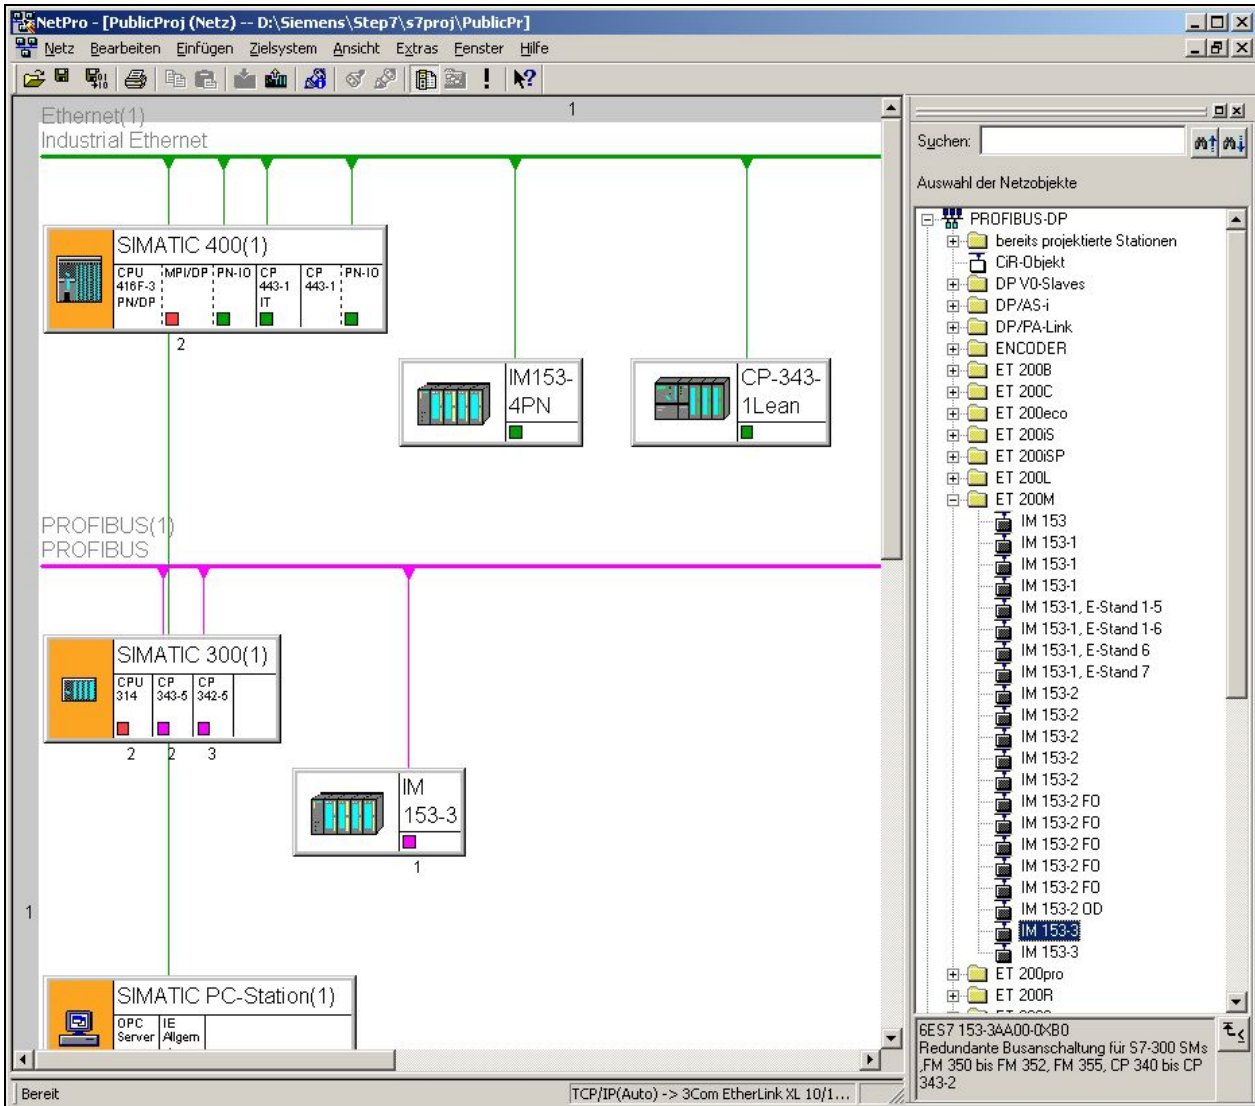 NetPro - [PublicProj (Netz) -- D:\Siemens\Step7\s7proj\PublicPr]
Netz Bearbeiten Einfügen Zielsystem Ansicht Extras Fenster Hilfe
1
Ethernet(1)
Industrial Ethernet
SIMATIC 400(1)
CPU 416F-3 PN/DP
MPI/DP
PN-IO
CP 443-1 IT
CP 443-1
PN-IO
2
IM153-4PN
CP-343-1Lean
PROFIBUS(1)
PROFIBUS
SIMATIC 300(1)
CPU 314
CP 343-5
CP 342-5
2 2 3
IM 153-3
1
1
SIMATIC PC-Station(1)
OPC Server
IE Allgem
Suchen:
Auswahl der Netzobjekte
PROFIBUS-DP
bereits projektierte Stationen
CiR-Objekt
DP V0-Slaves
DP/AS-i
DP/PA-Link
ENCODER
ET 200B
ET 200C
ET 200eco
ET 200iS
ET 200iSP
ET 200L
ET 200M
IM 153
IM 153-1
IM 153-1
IM 153-1
IM 153-1, E-Stand 1-5
IM 153-1, E-Stand 1-6
IM 153-1, E-Stand 6
IM 153-1, E-Stand 7
IM 153-2
IM 153-2
IM 153-2
IM 153-2
IM 153-2
IM 153-2 FO
IM 153-2 FO
IM 153-2 FO
IM 153-2 FO
IM 153-2 FO
IM 153-2 OD
IM 153-3
IM 153-3
ET 200pro
ET 200R
6ES7 153-3AA00-0XB0
Redundante Busanschaltung für S7-300 SMs
,FM 350 bis FM 352, FM 355, CP 340 bis CP
343-2
Bereit
TCP/IP(Auto) -> 3Com EtherLink XL 10/1...